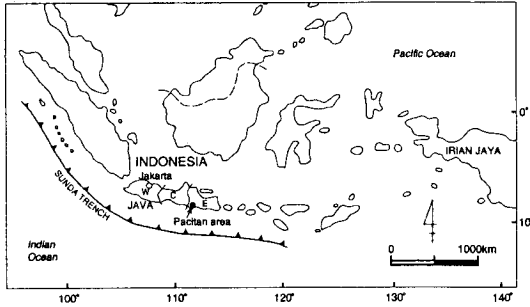 Pacific Ocean
0°
INDONESIA
IRIAN JAYA
Jakarta
W
C
E
JAVA
SUNDA TRENCH
Pacitan area
10
Indian
Ocean
0 1000km
100° 110° 120° 130° 140°